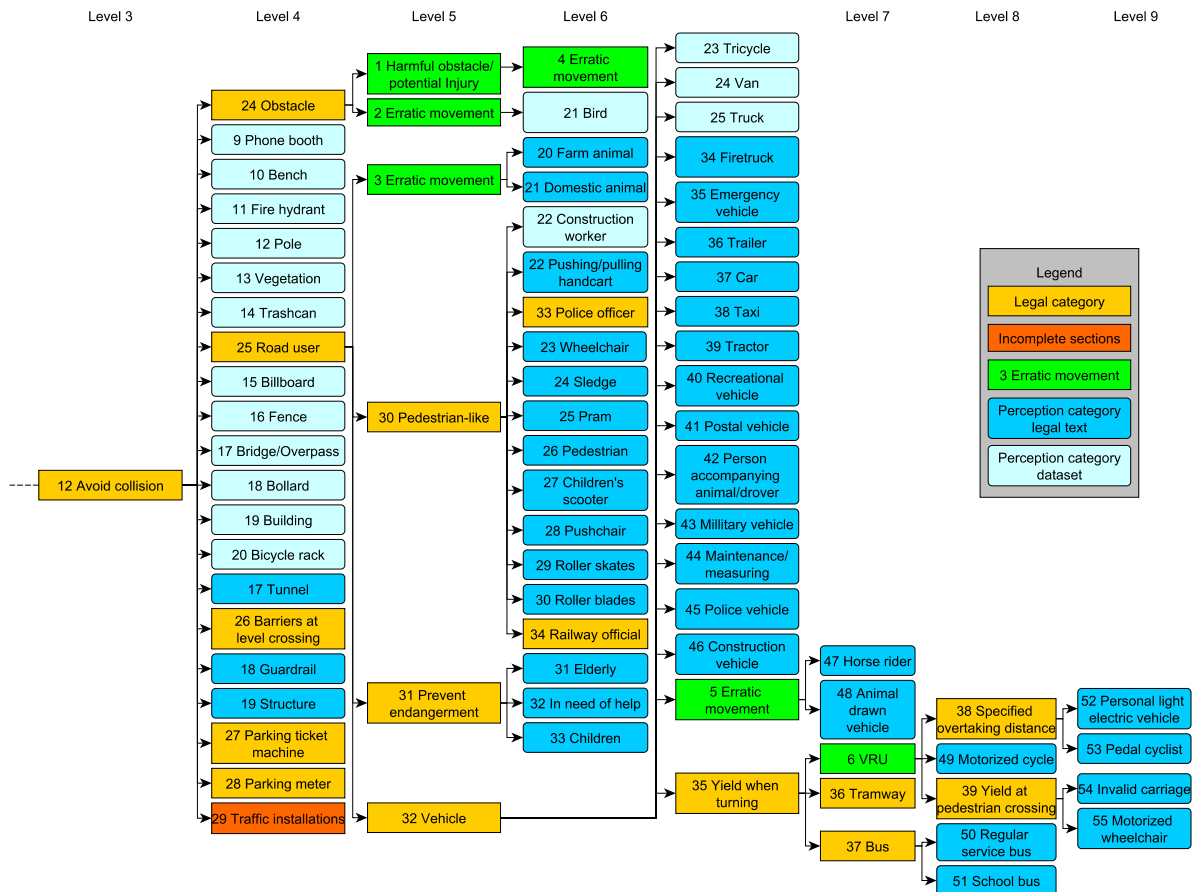 Level 3
Level 4
Level 5
Level 6
Level 7
Level 8
Level 9
12 Avoid collision
24 Obstacle
9 Phone booth
10 Bench
11 Fire hydrant
12 Pole
13 Vegetation
14 Trashcan
25 Road user
15 Billboard
16 Fence
17 Bridge/Overpass
18 Bollard
19 Building
20 Bicycle rack
17 Tunnel
26 Barriers at
level crossing
18 Guardrail
19 Structure
27 Parking ticket
machine
28 Parking meter
29 Traffic installations
1 Harmful obstacle/
potential Injury
2 Erratic movement
3 Erratic movement
30 Pedestrian-like
31 Prevent
endangerment
32 Vehicle
4 Erratic
movement
21 Bird
20 Farm animal
21 Domestic animal
22 Construction
worker
22 Pushing/pulling
handcart
33 Police officer
23 Wheelchair
24 Sledge
25 Pram
26 Pedestrian
27 Children's
scooter
28 Pushchair
29 Roller skates
30 Roller blades
34 Railway official
31 Elderly
32 In need of help
33 Children
23 Tricycle
24 Van
25 Truck
34 Firetruck
35 Emergency
vehicle
36 Trailer
37 Car
38 Taxi
39 Tractor
40 Recreational
vehicle
41 Postal vehicle
42 Person
accompanying
animal/drover
43 Millitary vehicle
44 Maintenance/
measuring
45 Police vehicle
46 Construction
vehicle
5 Erratic
movement
35 Yield when
turning
47 Horse rider
48 Animal
drawn
vehicle
6 VRU
36 Tramway
37 Bus
38 Specified
overtaking distance
49 Motorized cycle
39 Yield at
pedestrian crossing
50 Regular
service bus
51 School bus
52 Personal light
electric vehicle
53 Pedal cyclist
54 Invalid carriage
55 Motorized
wheelchair
Legend
Legal category
Incomplete sections
3 Erratic movement
Perception category
legal text
Perception category
dataset